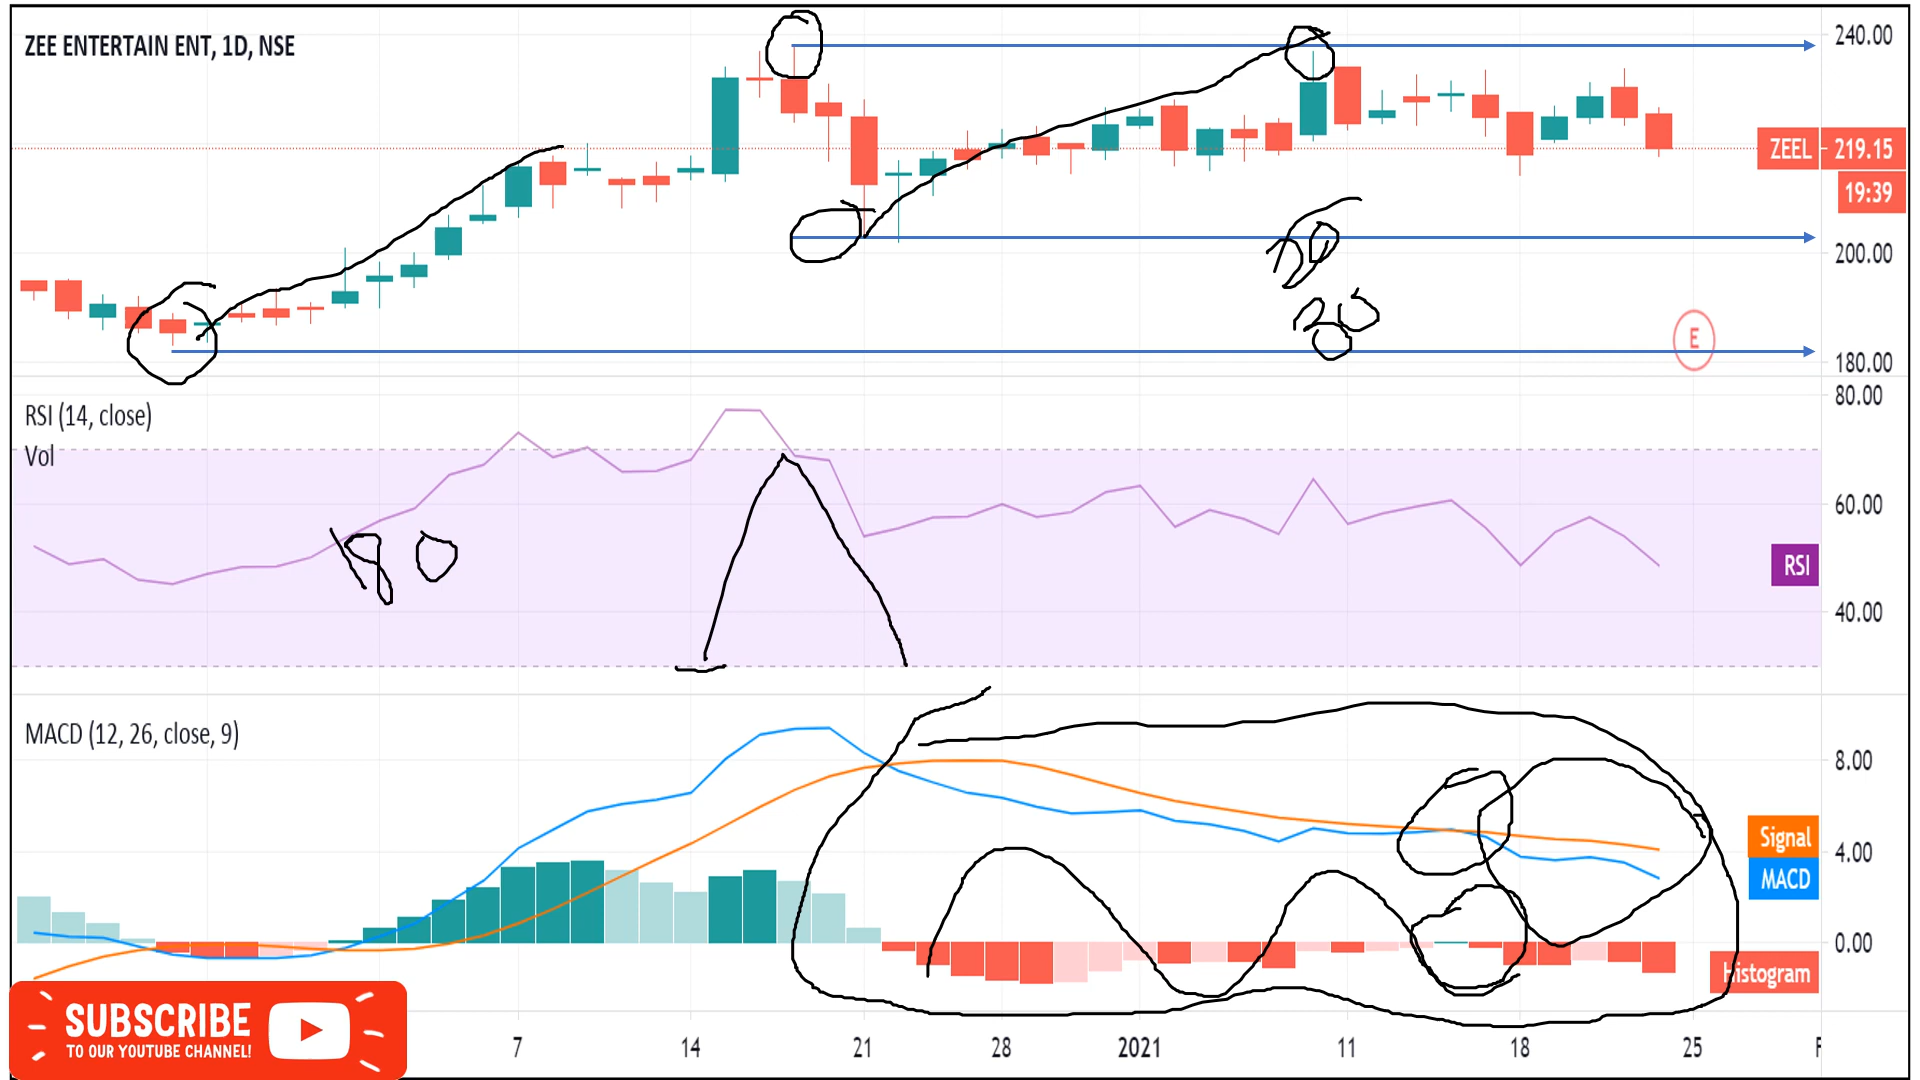 ZEE ENTERTAIN ENT, 1D, NSE
240.00
ZEEL 219.15
19:39
200.00
30
E
180.00
RSI (14, close)
80.00
Vol
60.00
80
RSI
40.00
MACD (12, 26, close, 9)
8.00
Signal
4.00
MACD
0.00
Histogram
SUBSCRIBE
TO OUR YOUTUBE CHANNEL!
7 14 21 28 2021 11 18 25 F